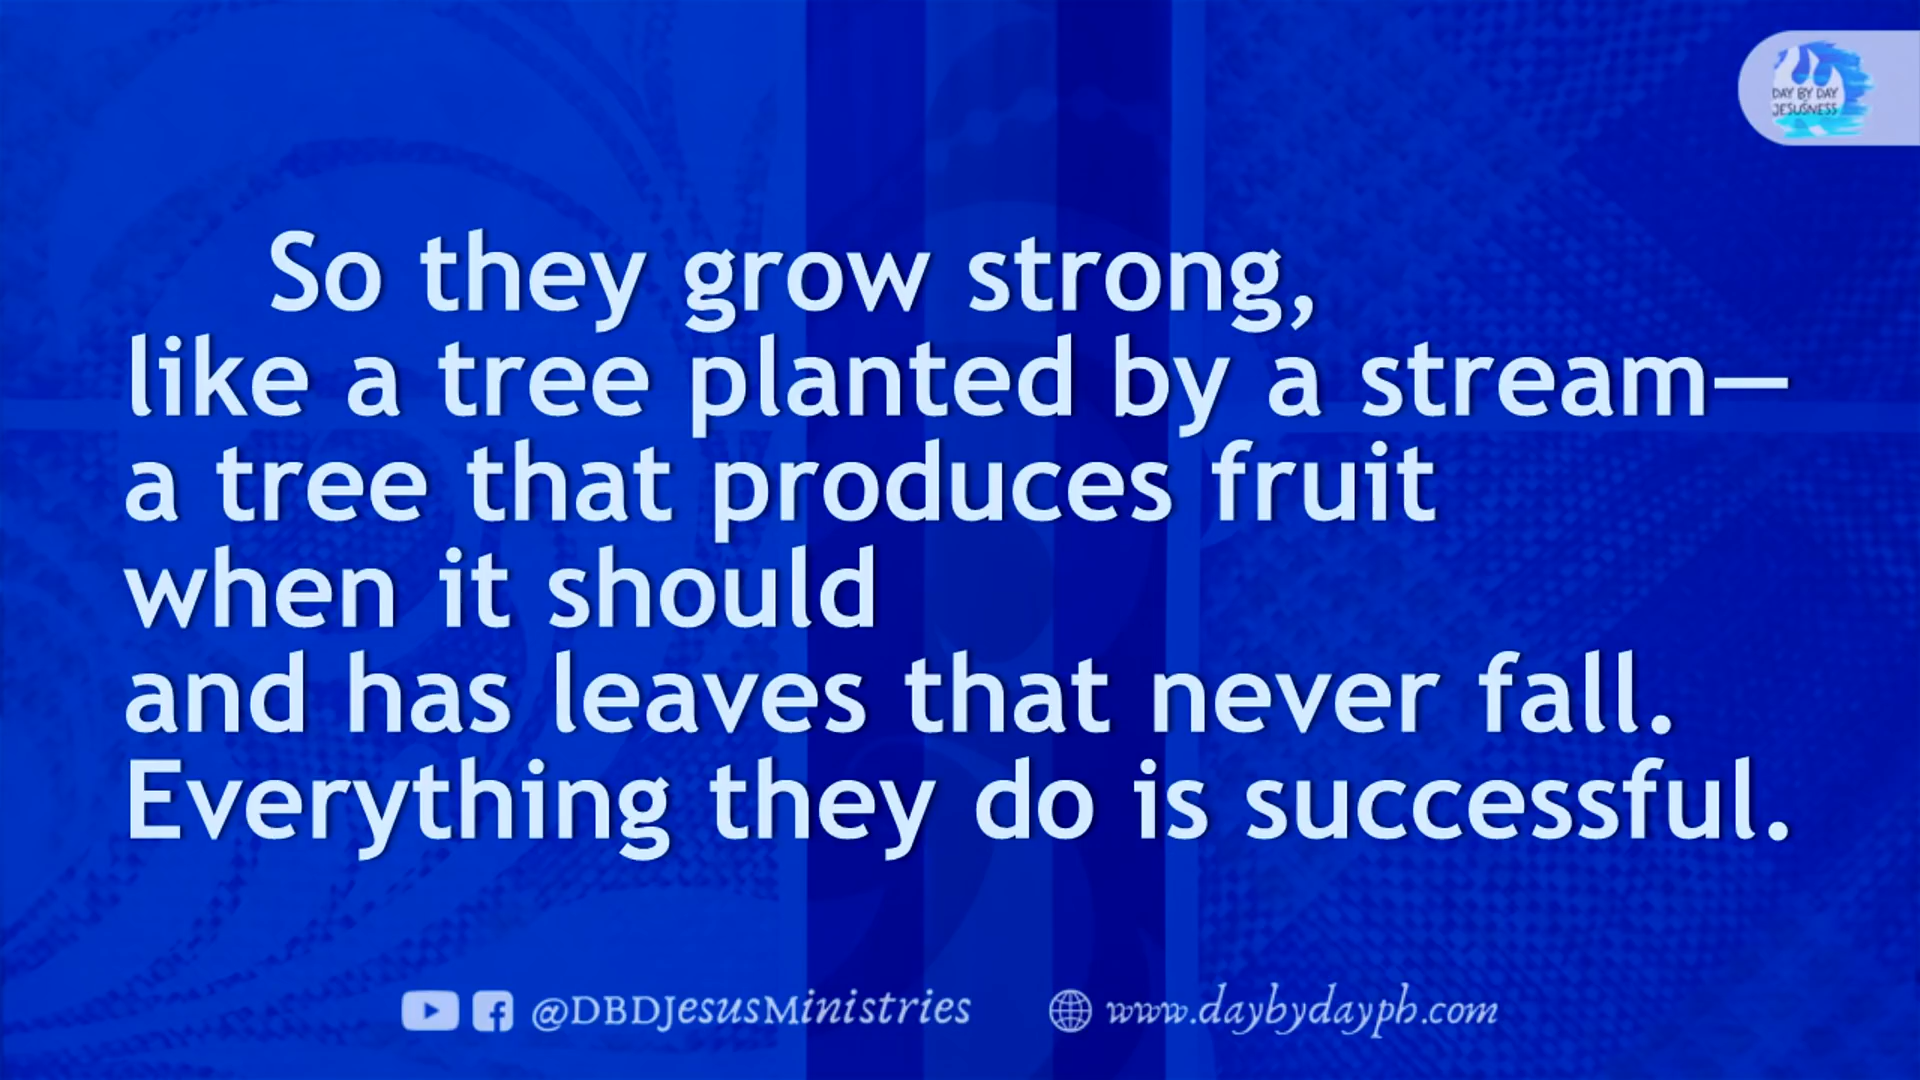 DAY BY DAY
JESUSNESS
So they grow strong,
like a tree planted by a stream—
a tree that produces fruit
when it should
and has leaves that never fall.
Everything they do is successful.
@DBDJesusMinistries
www.daybydayph.com